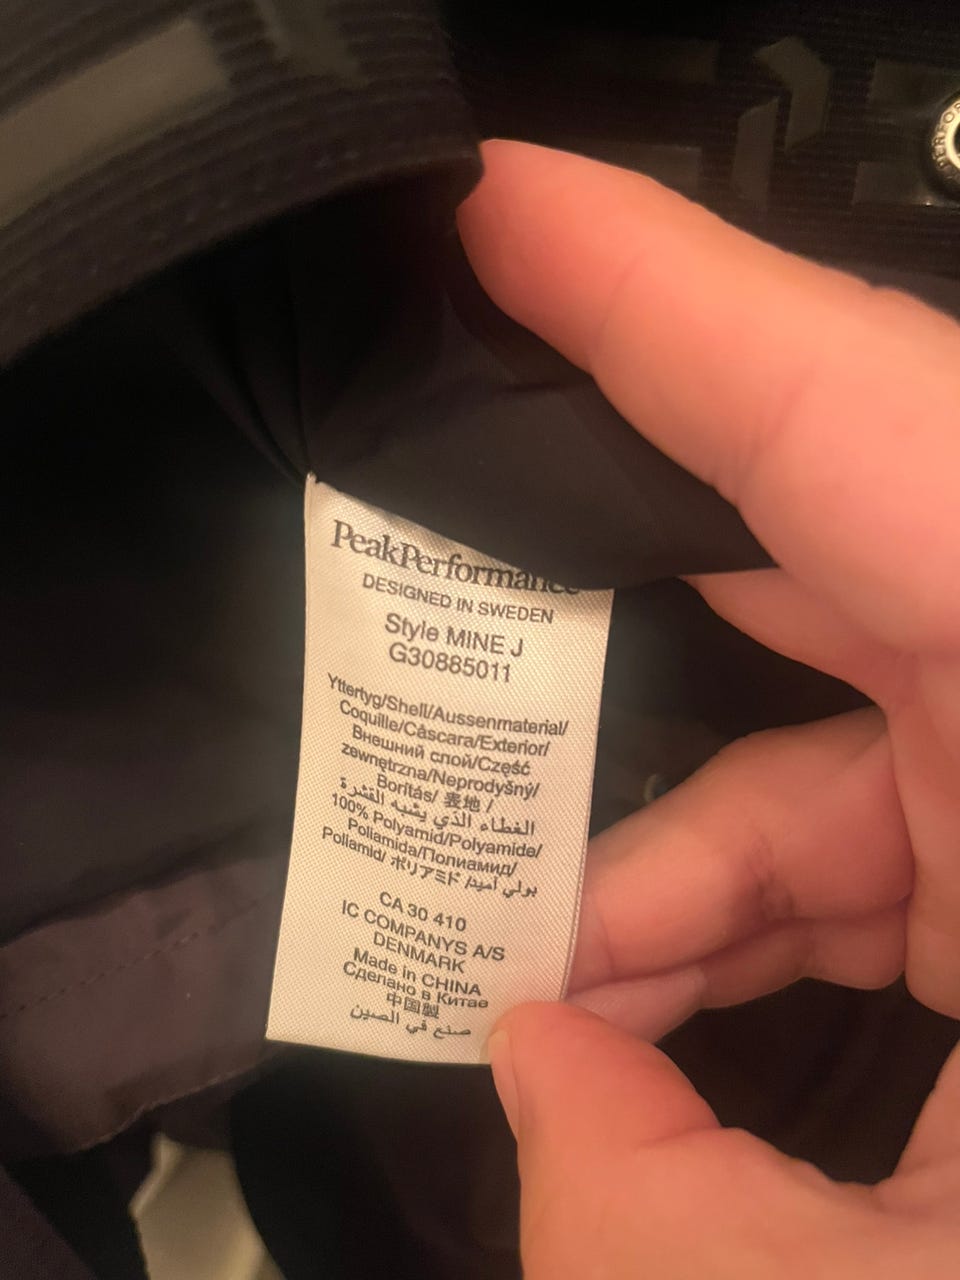 PeakPerformance
DESIGNED IN SWEDEN
Style MINE J
G30885011
Yttertyg/Shell/Aussenmaterial/
Coquille/Càscara/Exterior/
Внешний слой/Część
zewnętrzna/Neprodyšný/
Borítás/ 表地 /
الغطاء الذي يشبه القشرة
100% Polyamid/Polyamide/
Poliamida/Полиамид/
Poliamid/ ポリアミド /بولي أميد
CA 30 410
IC COMPANYS A/S
DENMARK
Made in CHINA
Сделано в Китае
中国製
صنع في الصين